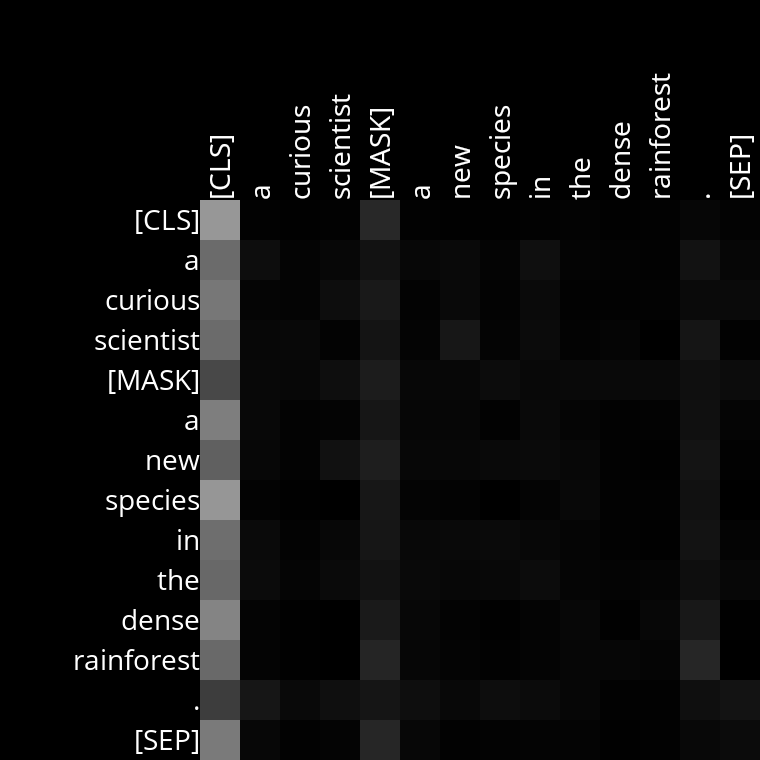 [CLS] a curious scientist [MASK] a new species in the dense rainforest . [SEP]
[CLS]
a
curious
scientist
[MASK]
a
new
species
in
the
dense
rainforest
.
[SEP]